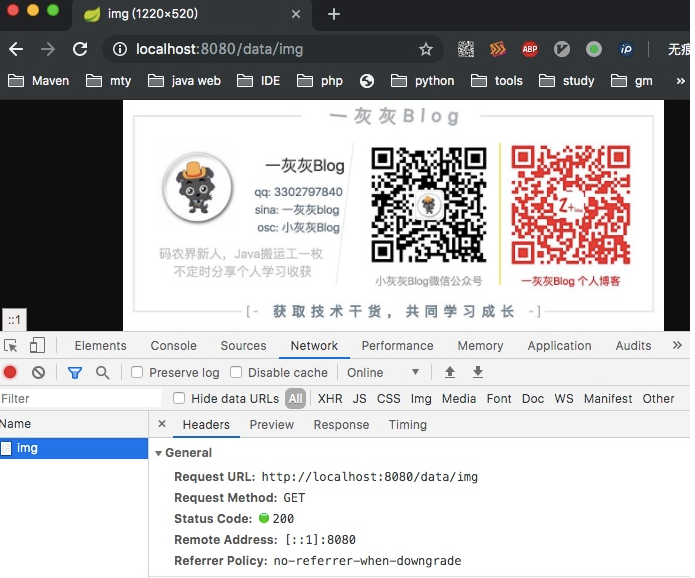 img (1220×520)
localhost:8080/data/img
ABP
iP
无痕
Maven
mty
java web
IDE
php
python
tools
study
gm
»
一灰灰Blog
一灰灰Blog
qq: 3302797840
sina: 一灰灰blog
osc: 小灰灰Blog
码农界新人，Java搬运工一枚
不定时分享个人学习收获
小灰灰Blog微信公众号
一灰灰Blog 个人博客
[- 获取技术干货，共同学习成长 -]
::1
Elements Console Sources Network Performance Memory Application Audits »
Preserve log Disable cache Online
Filter Hide data URLs All XHR JS CSS Img Media Font Doc WS Manifest Other
Name × Headers Preview Response Timing
img
General
Request URL: http://localhost:8080/data/img
Request Method: GET
Status Code: 200
Remote Address: [::1]:8080
Referrer Policy: no-referrer-when-downgrade